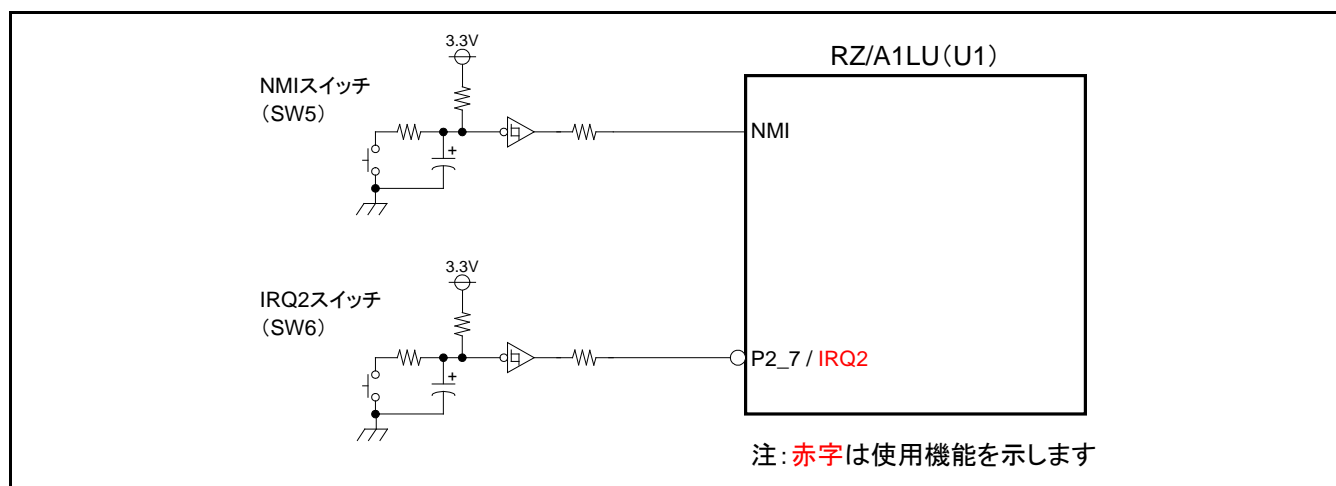 RZ/A1LU(U1)
3.3V
NMIスイッチ
(SW5)
+
NMI
3.3V
IRQ2スイッチ
(SW6)
+
P2_7 / IRQ2
注:赤字は使用機能を示します